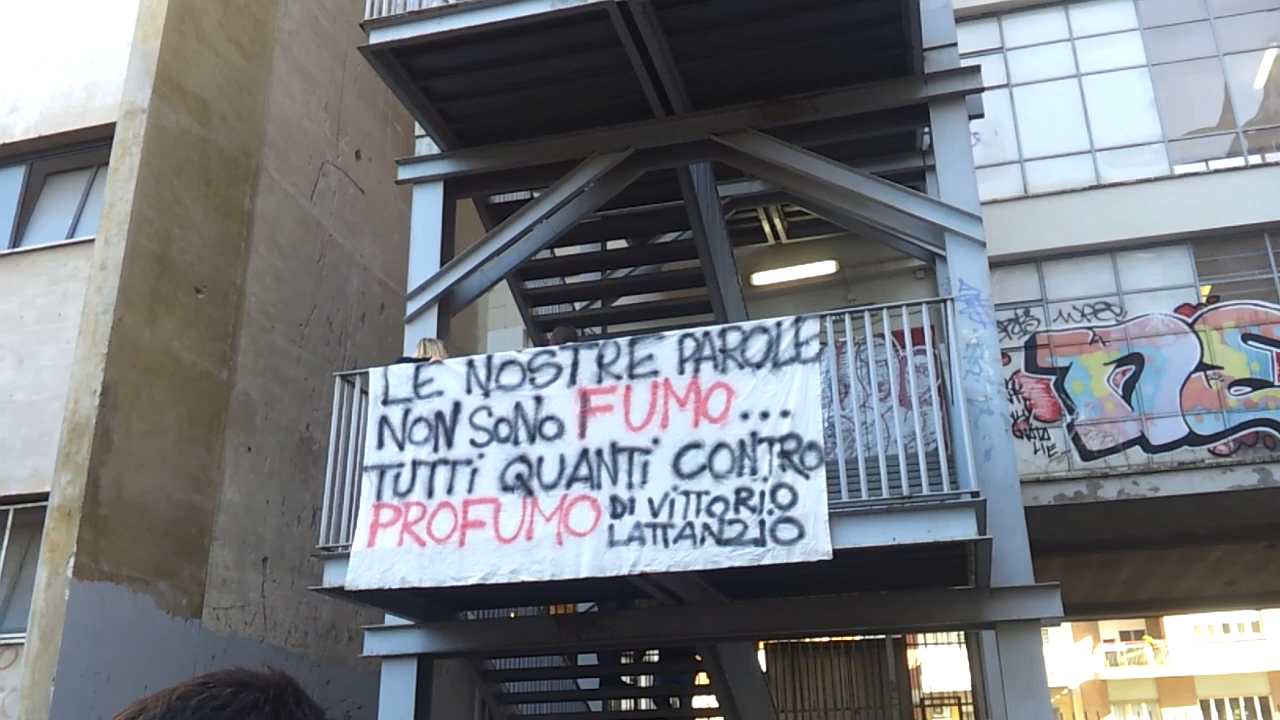 LE NOSTRE PAROLE
NON SONO FUMO...
TUTTi QUANTi CONTRO
PROFUMO Di ViTTORiO
LATTANZIO